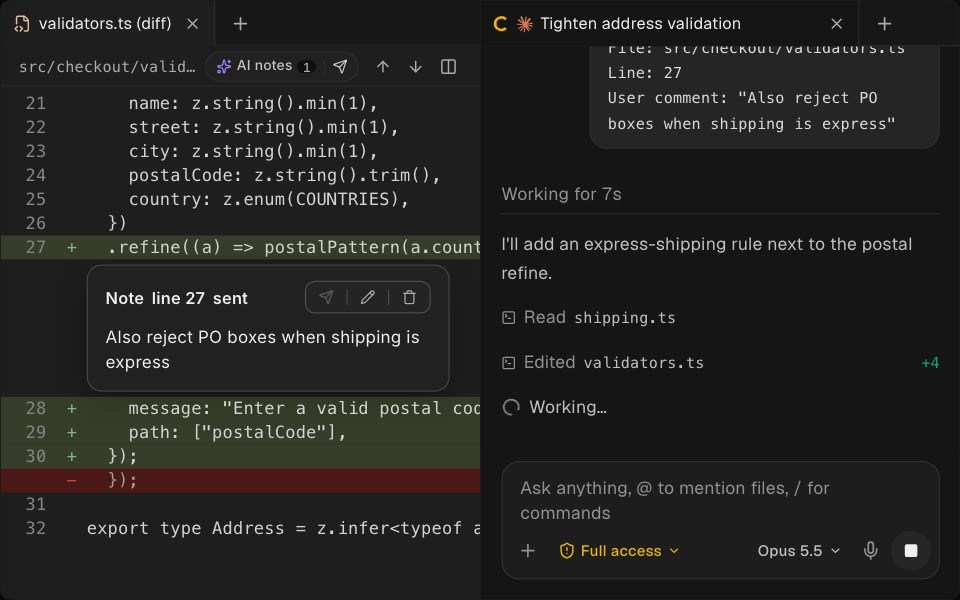 validators.ts (diff)
src/checkout/valid…
AI notes 1
21 name: z.string().min(1),
22 street: z.string().min(1),
23 city: z.string().min(1),
24 postalCode: z.string().trim(),
25 country: z.enum(COUNTRIES),
26 })
27 + .refine((a) => postalPattern(a.count
Note line 27 sent
Also reject PO boxes when shipping is
express
28 + message: "Enter a valid postal cod
29 + path: ["postalCode"],
30 + });
- });
31
32 export type Address = z.infer<typeof a
Tighten address validation
File: src/checkout/validators.ts
Line: 27
User comment: "Also reject PO
boxes when shipping is express"
Working for 7s
I'll add an express-shipping rule next to the postal
refine.
Read shipping.ts
Edited validators.ts +4
Working…
Ask anything, @ to mention files, / for
commands
Full access
Opus 5.5